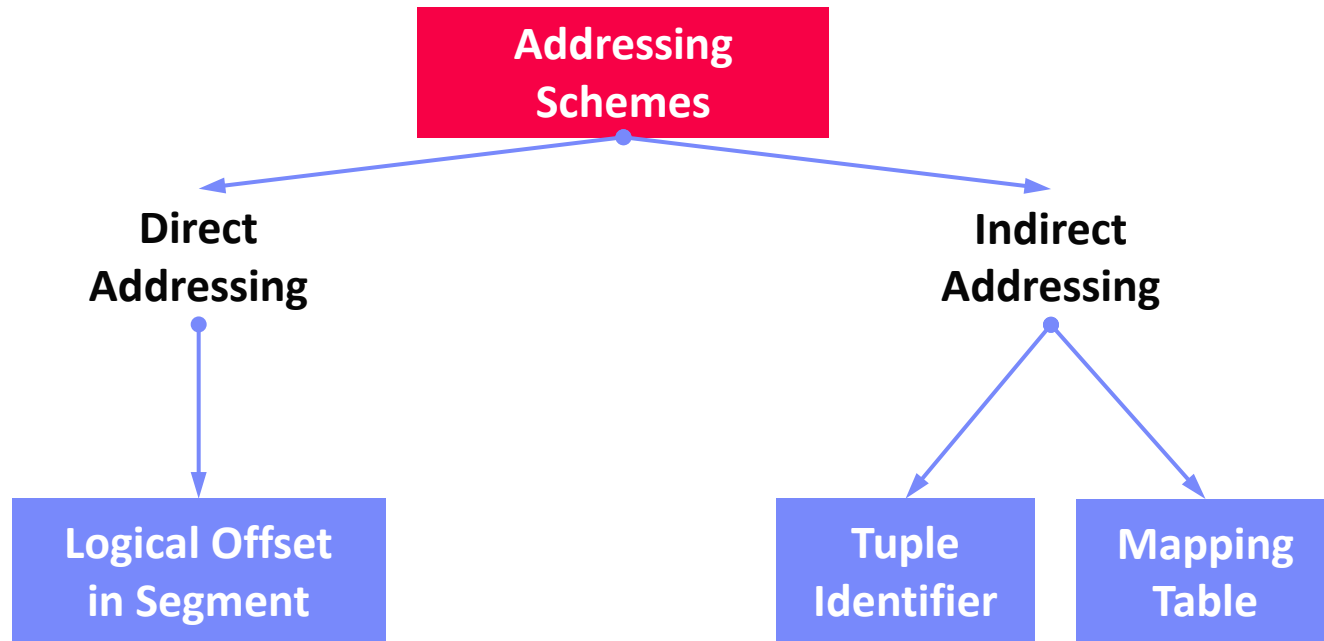 Addressing
Schemes
Direct
Addressing
Indirect
Addressing
Logical Offset
in Segment
Tuple
Identifier
Mapping
Table